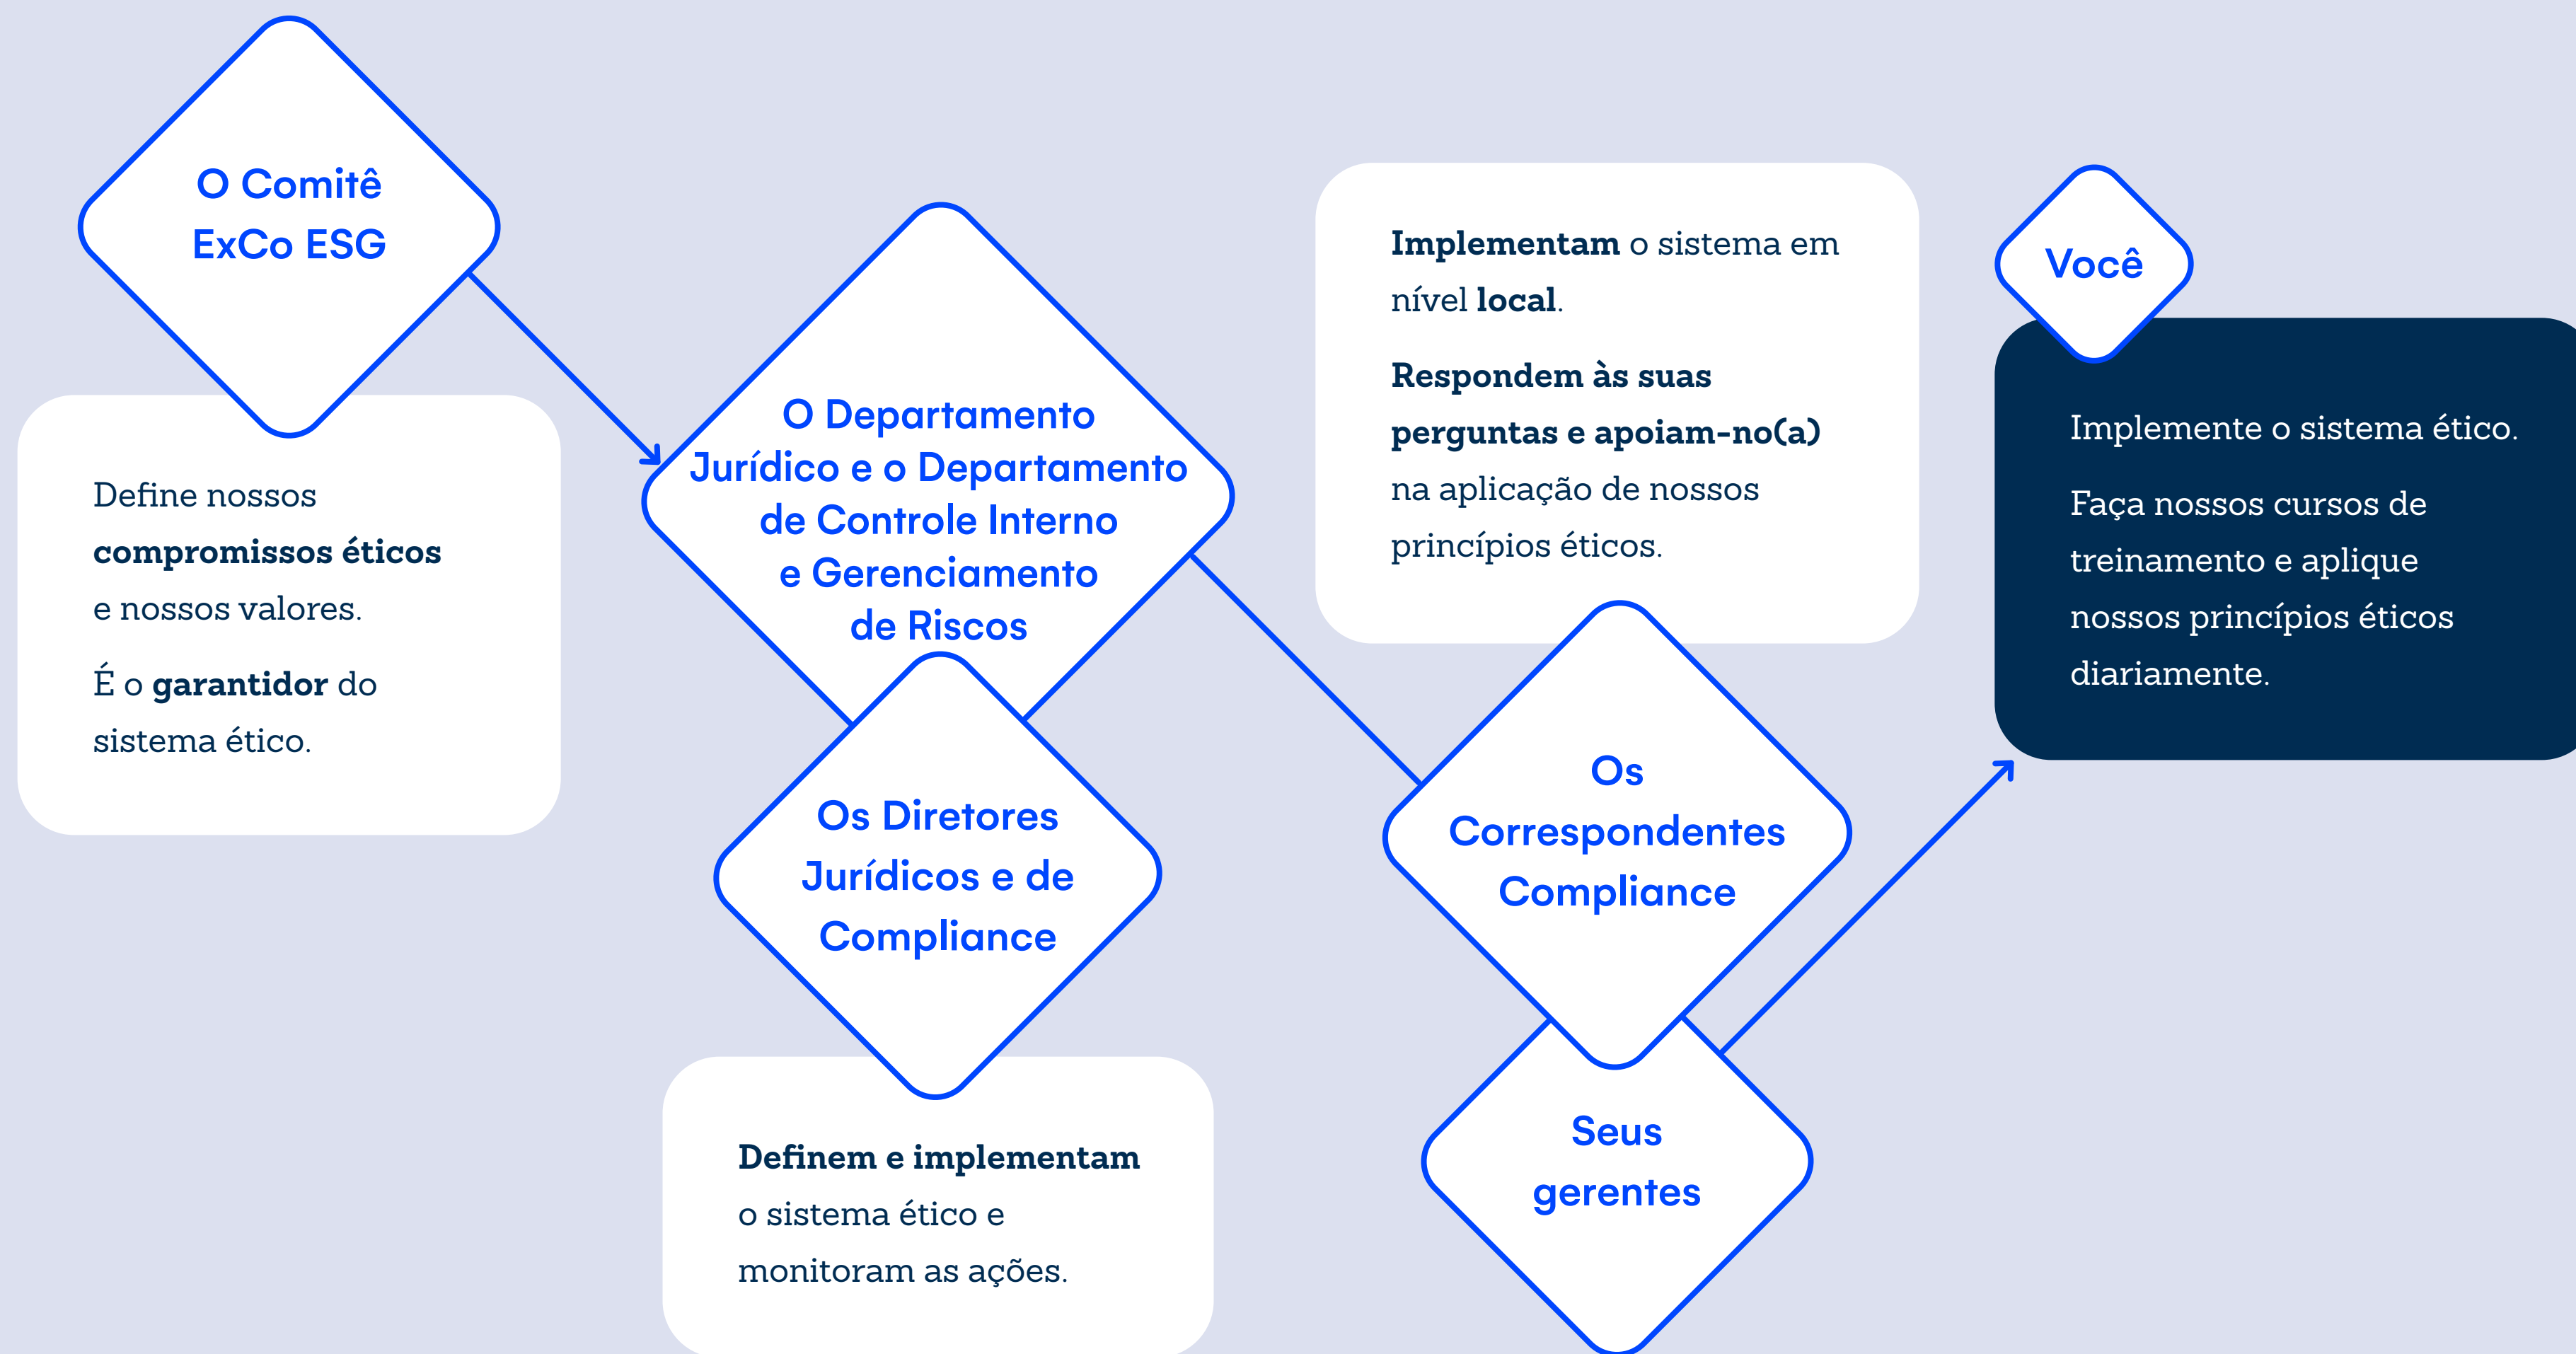 O Comitê
ExCo ESG
Define nossos
compromissos éticos
e nossos valores.
É o garantidor do
sistema ético.
O Departamento
Jurídico e o Departamento
de Controle Interno
e Gerenciamento
de Riscos
Os Diretores
Jurídicos e de
Compliance
Definem e implementam
o sistema ético e
monitoram as ações.
Implementam o sistema em
nível local.
Respondem às suas
perguntas e apoiam-no(a)
na aplicação de nossos
princípios éticos.
Os
Correspondentes
Compliance
Seus
gerentes
Você
Implemente o sistema ético.
Faça nossos cursos de
treinamento e aplique
nossos princípios éticos
diariamente.